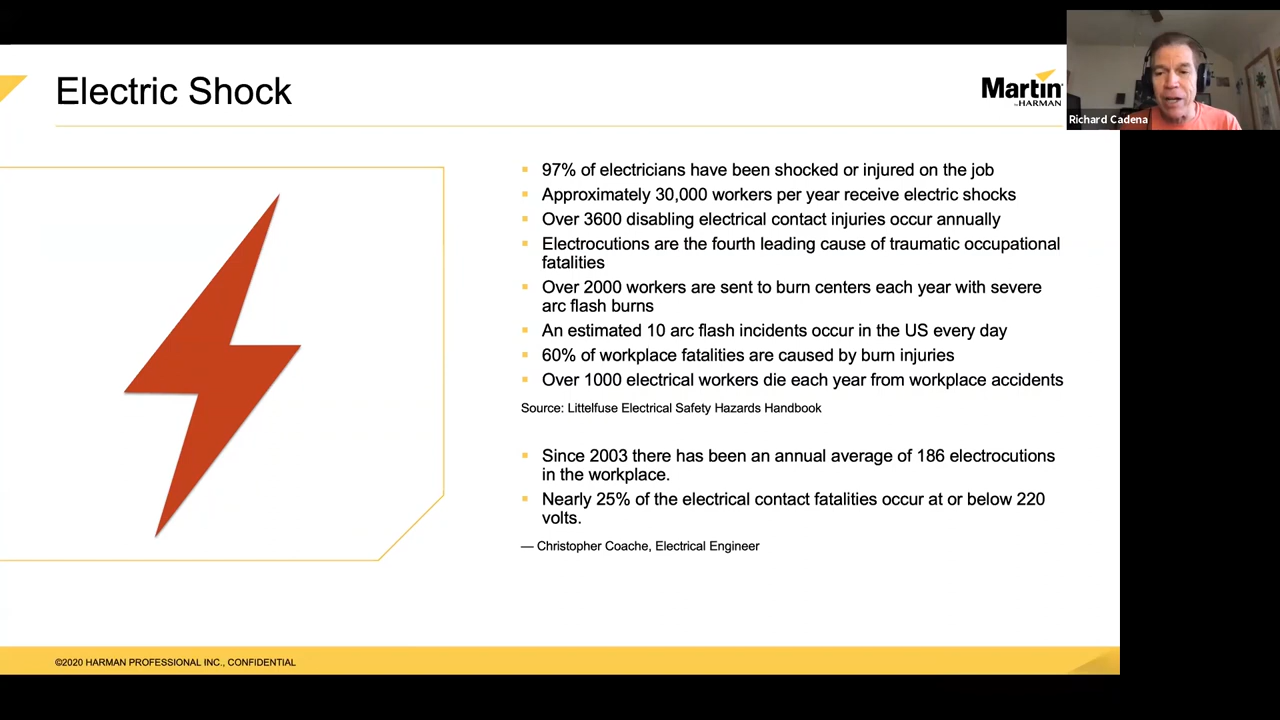 Electric Shock
Martin
by HARMAN
Richard Cadena
▪ 97% of electricians have been shocked or injured on the job
▪ Approximately 30,000 workers per year receive electric shocks
▪ Over 3600 disabling electrical contact injuries occur annually
▪ Electrocutions are the fourth leading cause of traumatic occupational
fatalities
▪ Over 2000 workers are sent to burn centers each year with severe
arc flash burns
▪ An estimated 10 arc flash incidents occur in the US every day
▪ 60% of workplace fatalities are caused by burn injuries
▪ Over 1000 electrical workers die each year from workplace accidents
Source: Littelfuse Electrical Safety Hazards Handbook
▪ Since 2003 there has been an annual average of 186 electrocutions
in the workplace.
▪ Nearly 25% of the electrical contact fatalities occur at or below 220
volts.
— Christopher Coache, Electrical Engineer
©2020 HARMAN PROFESSIONAL INC., CONFIDENTIAL